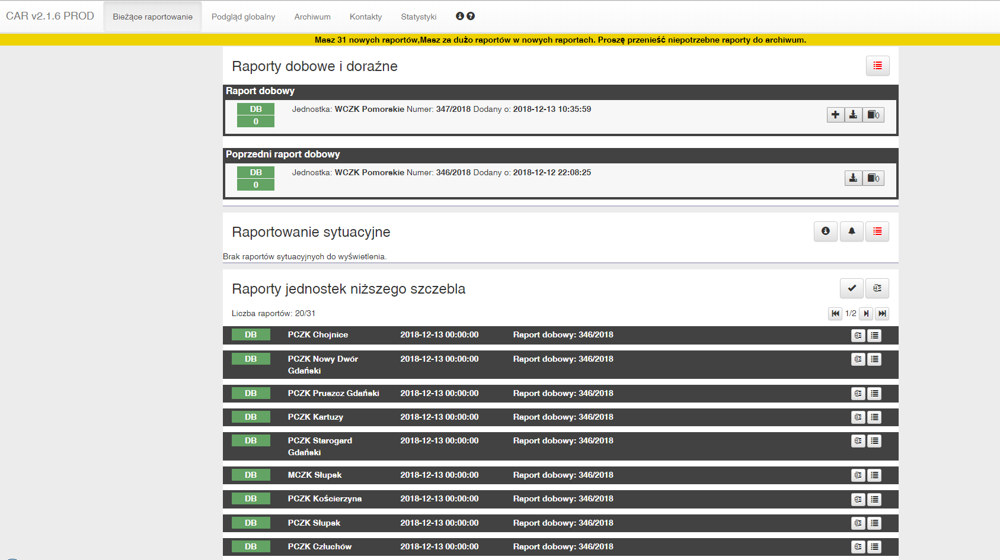 CAR v2.1.6 PROD Bieżące raportowanie Podgląd globalny Archiwum Kontakty Statystyki
Masz 31 nowych raportów,Masz za dużo raportów w nowych raportach. Proszę przenieść niepotrzebne raporty do archiwum.
Raporty dobowe i doraźne
Raport dobowy
DB Jednostka: WCZK Pomorskie Numer: 347/2018 Dodany o: 2018-12-13 10:35:59
0 0
Poprzedni raport dobowy
DB Jednostka: WCZK Pomorskie Numer: 346/2018 Dodany o: 2018-12-12 22:08:25
0 0
Raportowanie sytuacyjne
Brak raportów sytuacyjnych do wyświetlenia.
Raporty jednostek niższego szczebla
Liczba raportów: 20/31 1/2
DB PCZK Chojnice 2018-12-13 00:00:00 Raport dobowy: 346/2018
DB PCZK Nowy Dwór 2018-12-13 00:00:00 Raport dobowy: 346/2018
Gdański
DB PCZK Pruszcz Gdański 2018-12-13 00:00:00 Raport dobowy: 346/2018
DB PCZK Kartuzy 2018-12-13 00:00:00 Raport dobowy: 346/2018
DB PCZK Starogard 2018-12-13 00:00:00 Raport dobowy: 346/2018
Gdański
DB MCZK Słupsk 2018-12-13 00:00:00 Raport dobowy: 346/2018
DB PCZK Kościerzyna 2018-12-13 00:00:00 Raport dobowy: 346/2018
DB PCZK Słupsk 2018-12-13 00:00:00 Raport dobowy: 346/2018
DB PCZK Człuchów 2018-12-13 00:00:00 Raport dobowy: 346/2018